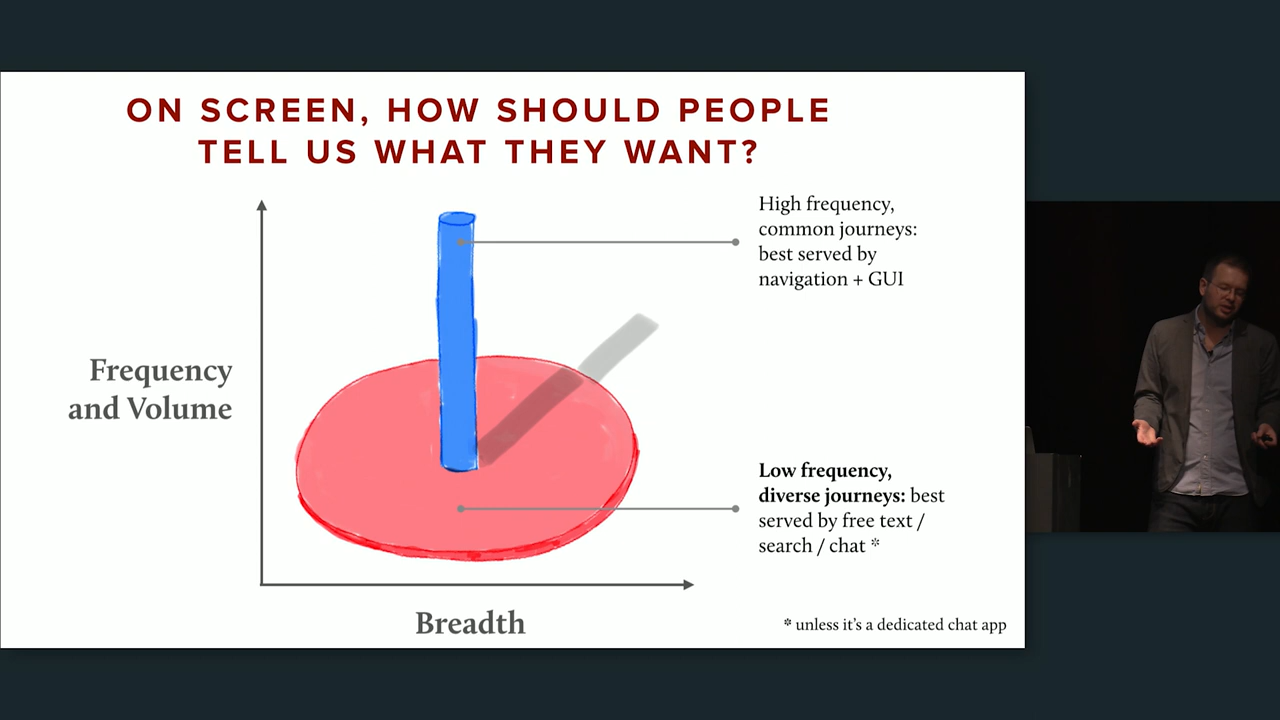 ON SCREEN, HOW SHOULD PEOPLE
TELL US WHAT THEY WANT?
High frequency,
common journeys:
best served by
navigation + GUI
Frequency
and Volume
Low frequency,
diverse journeys: best
served by free text /
search / chat *
Breadth
* unless it's a dedicated chat app